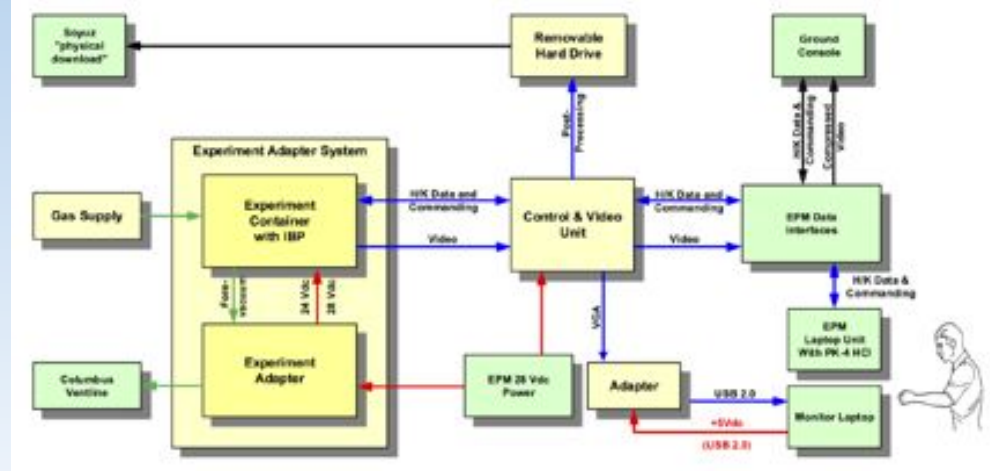 Soyuz
"physical
download"
Removable
Hard Drive
Ground
Console
Post-
Processing
H/K Data &
Commanding
Compressed
Video
Experiment Adapter System
Gas Supply
Experiment
Container
with IBP
H/K Data and
Commanding
Video
Control & Video
Unit
H/K Data and
Commanding
Video
EPM Data
Interfaces
Fore-
vacuum
24 Vdc
28 Vdc
VGA
H/K Data &
Commanding
EPM
Laptop Unit
With PK-4 HCI
Columbus
Ventline
Experiment
Adapter
EPM 28 Vdc
Power
Adapter
USB 2.0
+5Vdc
(USB 2.0)
Monitor Laptop